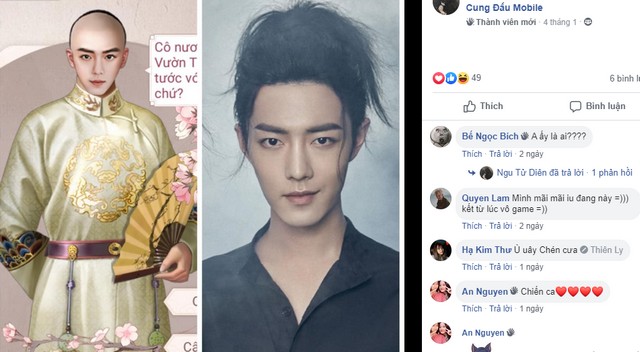 Cô nươ
Vườn T
tước vớ
chứ?
C
Câ
Cung Đấu Mobile
Thành viên mới · 4 tháng 1 ·
49
6 bình l
Thích
Bình luận
Bế Ngọc Bích A ấy là ai????
Thích · Trả lời · 2 ngày
Ngu Tử Diên đã trả lời · 1 phản hồi
Quyen Lam Mình mãi mãi iu đang này =)))
kết từ lúc vô game =))
Thích · Trả lời · 2 ngày
Hạ Kim Thư Ủ uây Chén cưa Thiên Ly
Thích · Trả lời · 1 ngày
An Nguyen Chiến ca❤❤❤❤
Thích · Trả lời · 1 ngày
An Nguyen